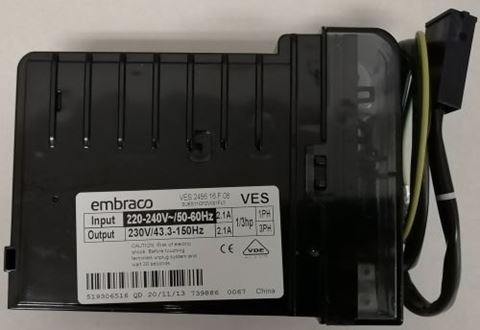 embraco
VES 2456 16 F 08
VES
Input 220-240V~/50-60Hz 2.1A 1/3hp 1PH
Output 230V/43.3-150Hz 2.1A 3PH
CAUTION: Risk of electric
shock. Before touching
terminals unplug system and
wait 30 seconds.
VDE
519306516 QD 20/11/13 739886 0067 China